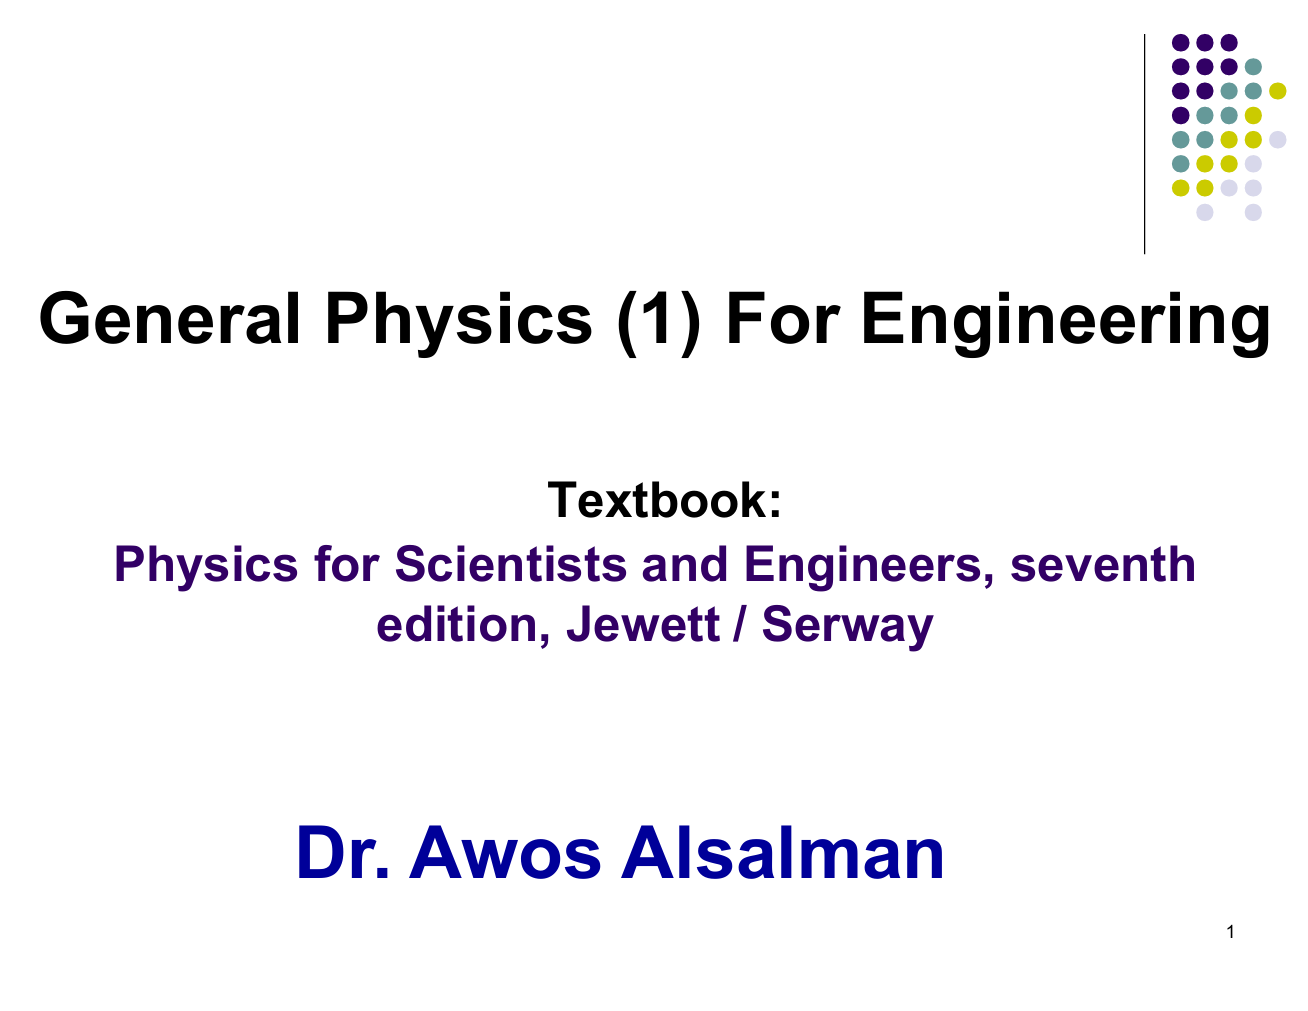 General Physics (1) For Engineering
Textbook:
Physics for Scientists and Engineers, seventh
edition, Jewett / Serway
Dr. Awos Alsalman
1